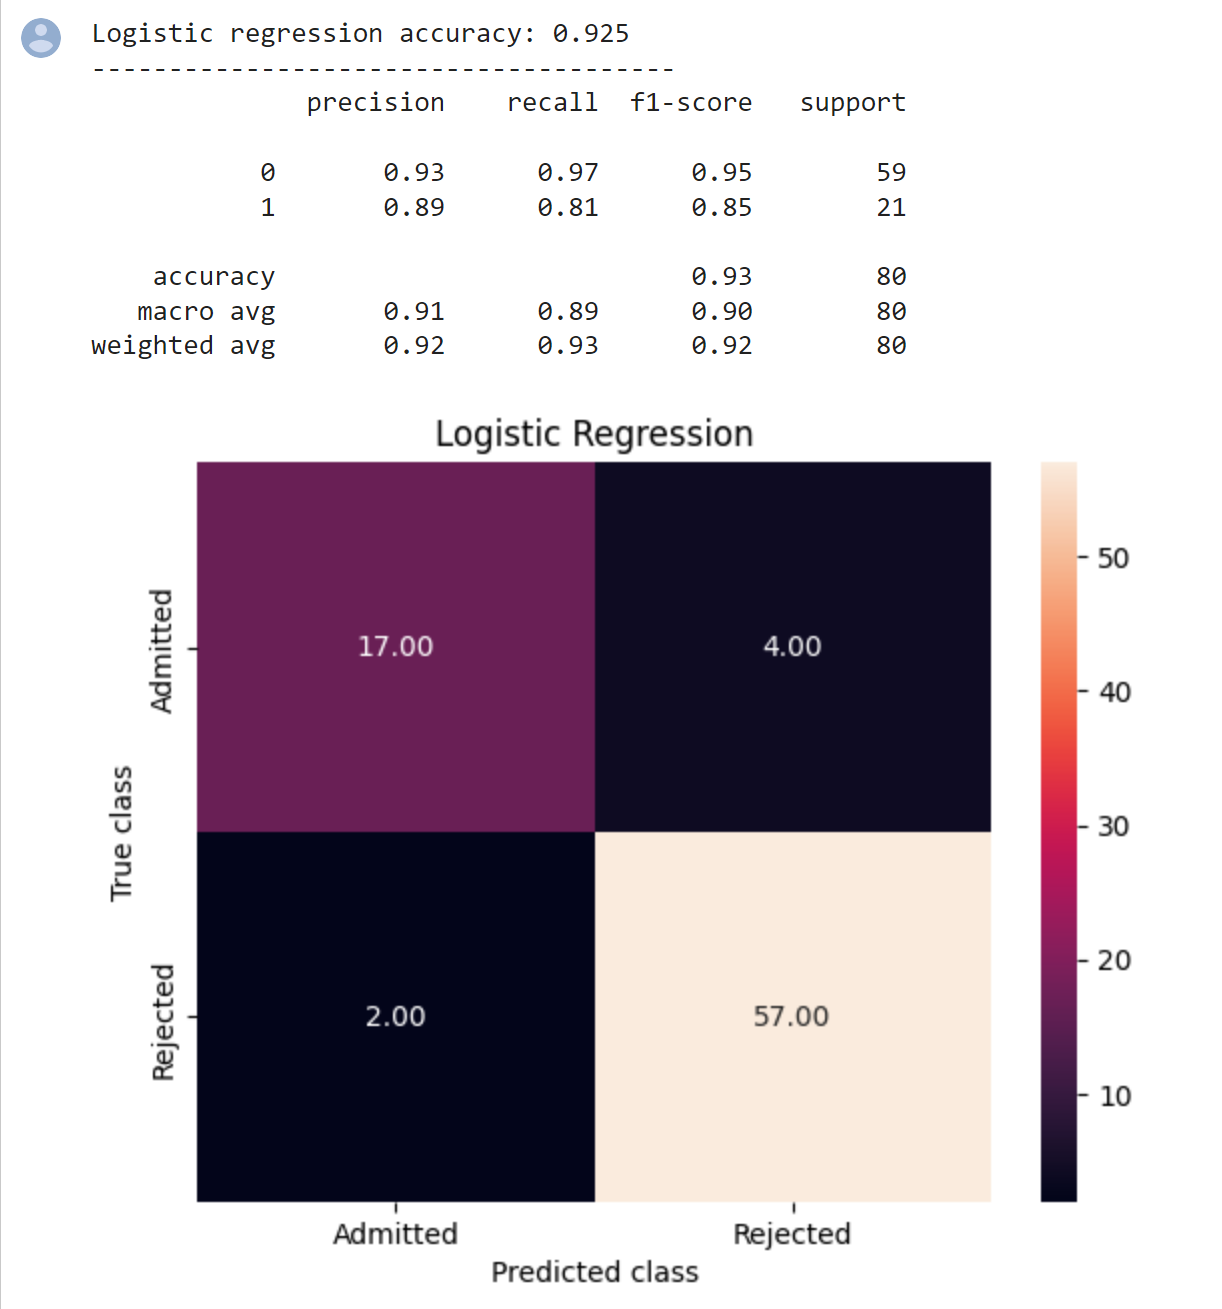 Logistic regression accuracy: 0.925
--------------------------------------
precision recall f1-score support
0 0.93 0.97 0.95 59
1 0.89 0.81 0.85 21
accuracy 0.93 80
macro avg 0.91 0.89 0.90 80
weighted avg 0.92 0.93 0.92 80
Logistic Regression
True class
Admitted
17.00 4.00
Rejected
2.00 57.00
Admitted Rejected
Predicted class
50
40
30
20
10